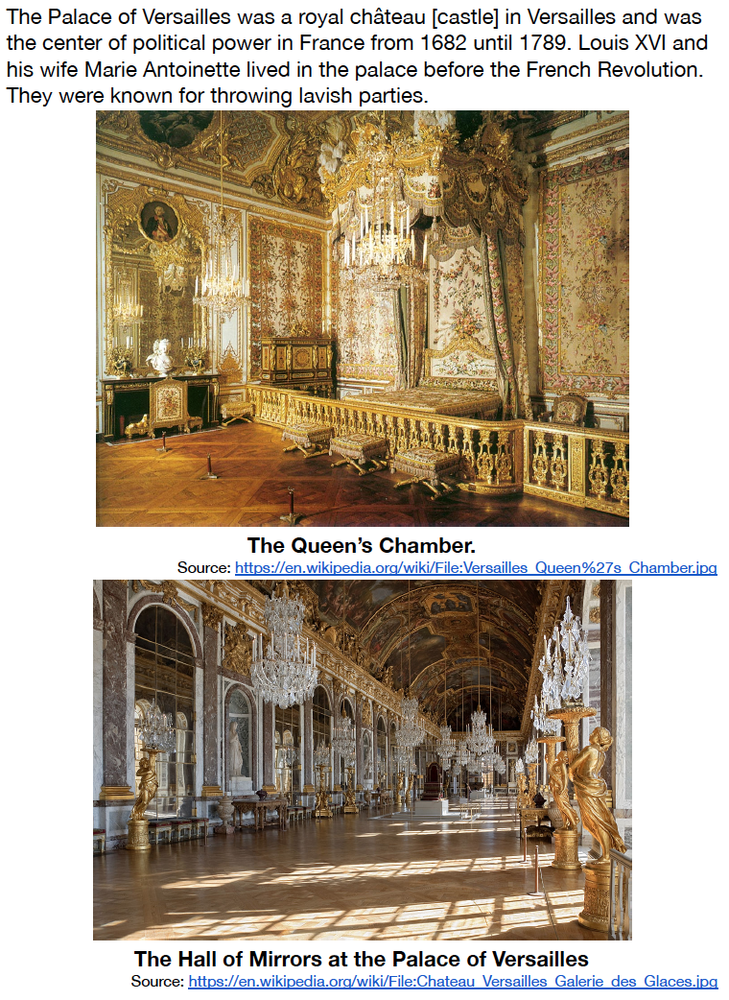 The Palace of Versailles was a royal château [castle] in Versailles and was
the center of political power in France from 1682 until 1789. Louis XVI and
his wife Marie Antoinette lived in the palace before the French Revolution.
They were known for throwing lavish parties.
The Queen’s Chamber.
Source: https://en.wikipedia.org/wiki/File:Versailles_Queen%27s_Chamber.jpg
The Hall of Mirrors at the Palace of Versailles
Source: https://en.wikipedia.org/wiki/File:Chateau_Versailles_Galerie_des_Glaces.jpg